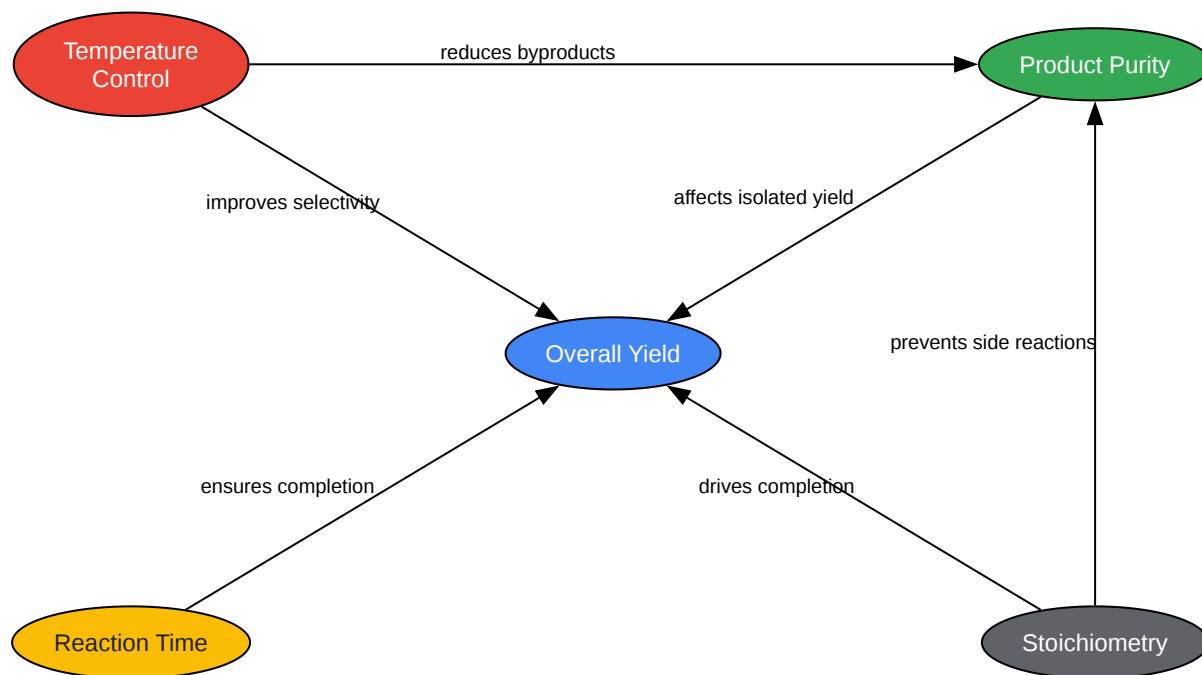 Temperature
Control
reduces byproducts
Product Purity
improves selectivity
affects isolated yield
Overall Yield
prevents side reactions
ensures completion
drives completion
Reaction Time
Stoichiometry